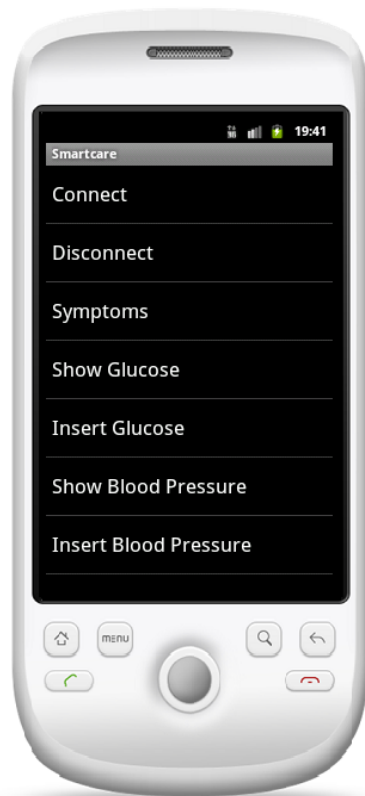 19:41
Smartcare
Connect
Disconnect
Symptoms
Show Glucose
Insert Glucose
Show Blood Pressure
Insert Blood Pressure
MENU